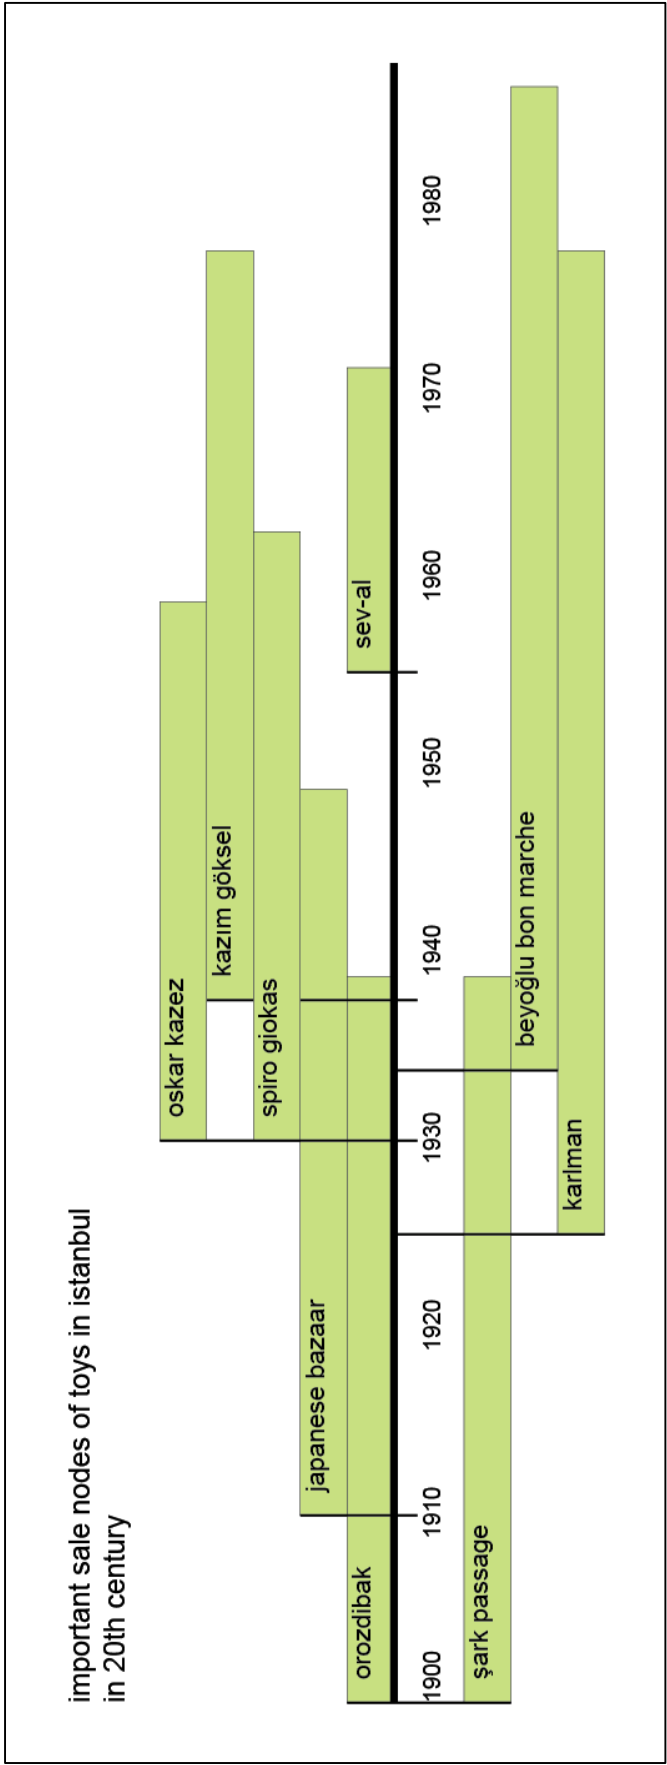 important sale nodes of toys in istanbul
in 20th century
oskar kazez
kazım göksel
spiro giokas
japanese bazaar
orozdibak
sev-al
1900
1910
1920
1930
1940
1950
1960
1970
1980
şark passage
beyoğlu bon marche
karlman